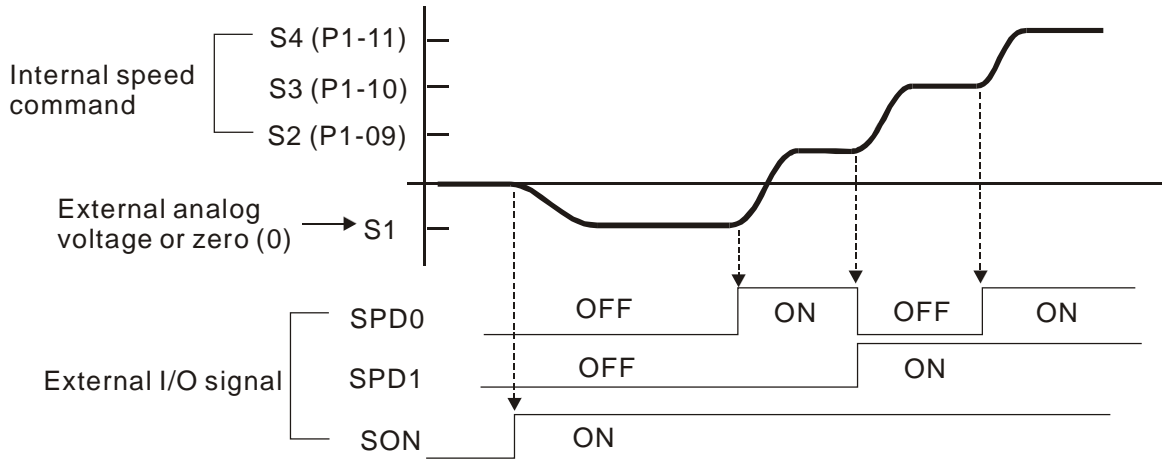 S4 (P1-11)
Internal speed
command
S3 (P1-10)
S2 (P1-09)
External analog
voltage or zero (0)
S1
SPD0
OFF
ON
OFF
ON
External I/O signal
SPD1
OFF
ON
SON
ON